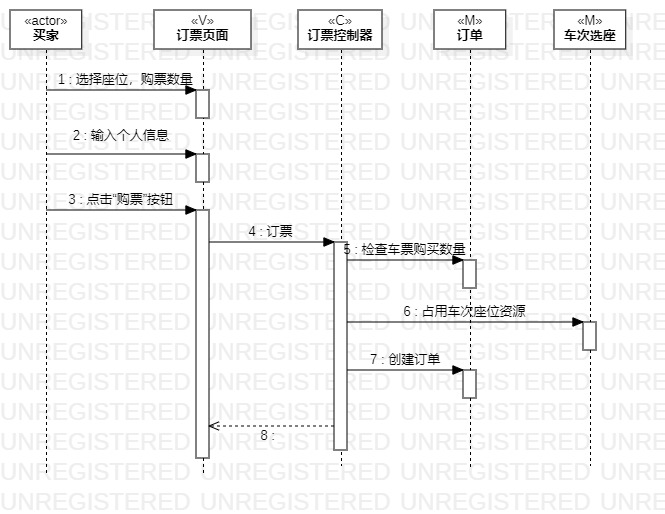 «actor»
买家
«V»
订票页面
«C»
订票控制器
«M»
订单
«M»
车次选座
1 : 选择座位，购票数量
2 : 输入个人信息
3 : 点击“购票”按钮
4 : 订票
5 : 检查车票购买数量
6 : 占用车次座位资源
7 : 创建订单
8 :
UNREGISTERED UNREGISTERED UNREGISTERED